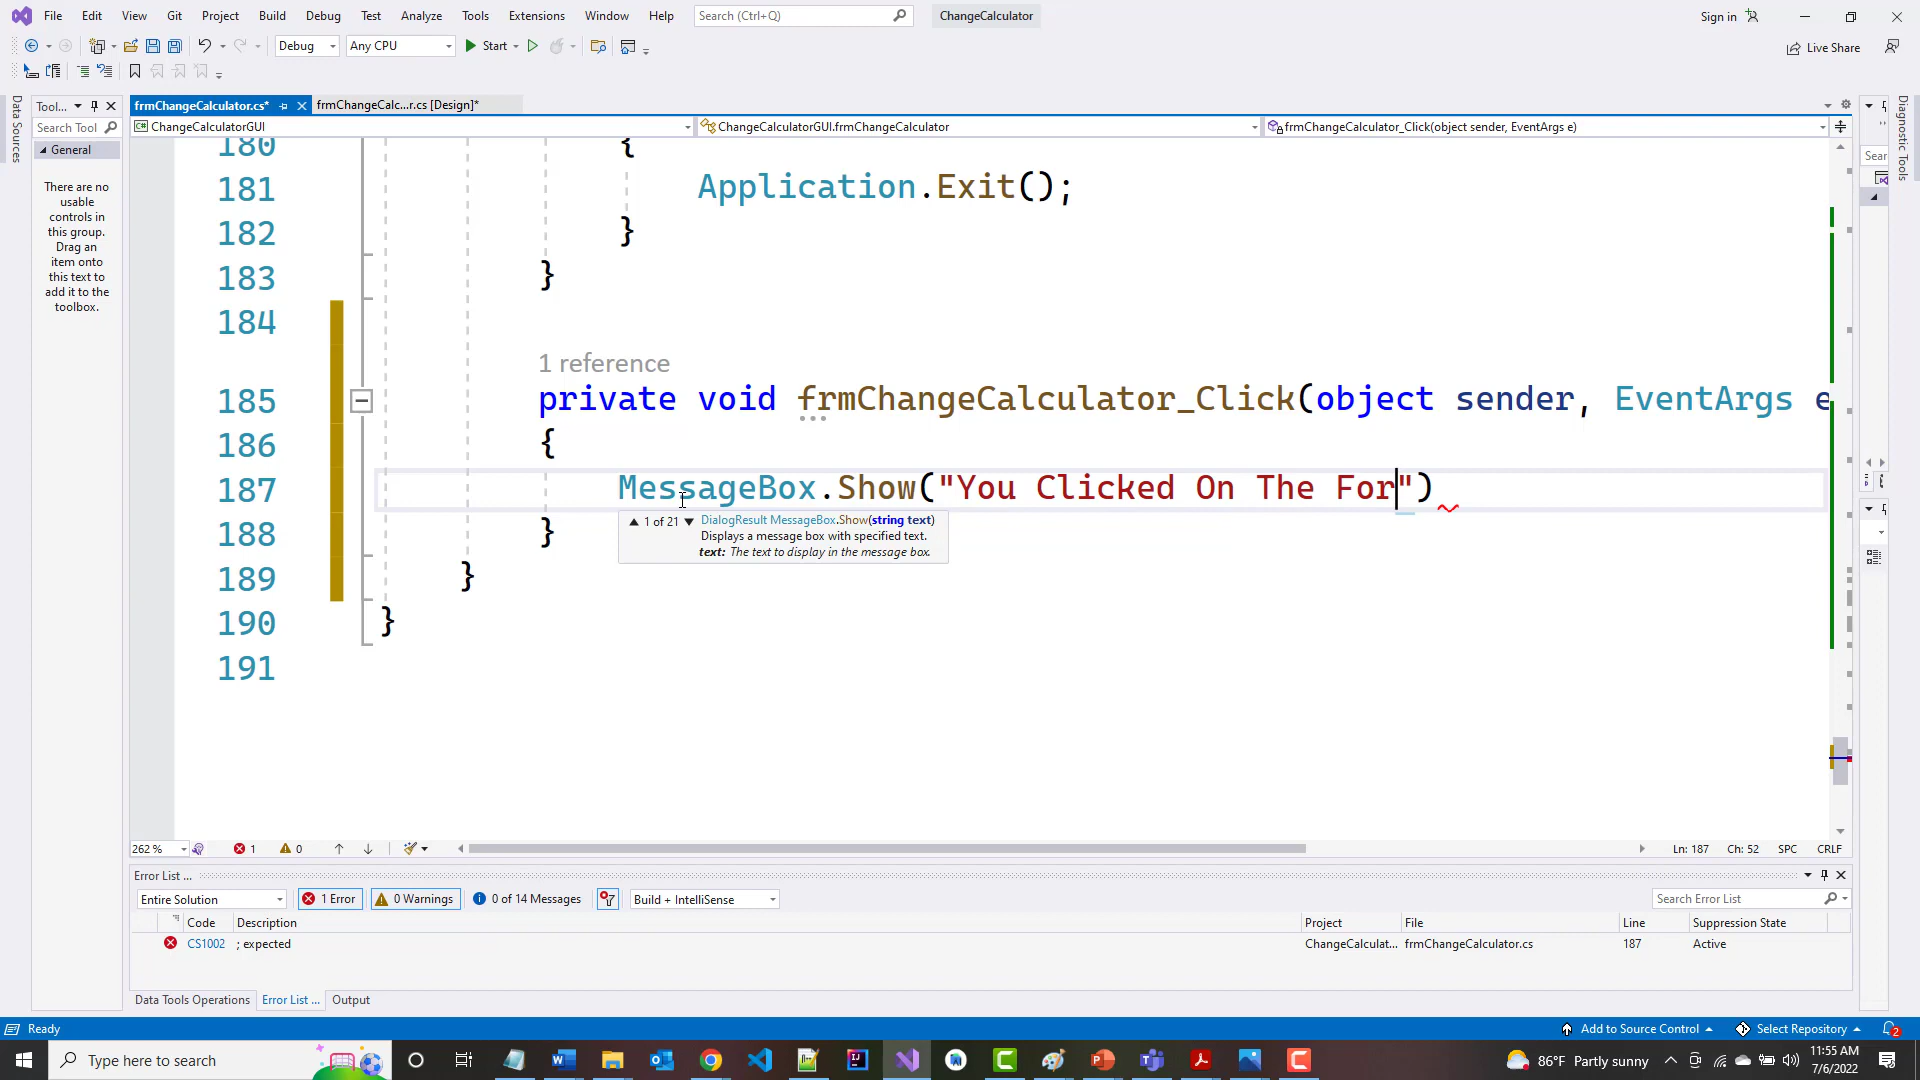 File Edit View Git Project Build Debug Test Analyze Tools Extensions Window Help Search (Ctrl+Q) ChangeCalculator Sign in
Debug Any CPU Start Live Share
Tool... frmChangeCalculator.cs* frmChangeCalc...r.cs [Design]*
Search Tool ChangeCalculatorGUI ChangeCalculatorGUI.frmChangeCalculator frmChangeCalculator_Click(object sender, EventArgs e)
General
There are no
usable
controls in
this group.
Drag an
item onto
this text to
add it to the
toolbox.
Data Sources
180 {
181 Application.Exit();
182 }
183 }
184
1 reference
185 private void frmChangeCalculator_Click(object sender, EventArgs e
186 {
187 MessageBox.Show("You Clicked On The For")
1 of 21 DialogResult MessageBox.Show(string text)
Displays a message box with specified text.
text: The text to display in the message box.
188 }
189 }
190 }
191
Sear
Diagnostic Tools
262 % 1 0 Ln: 187 Ch: 52 SPC CRLF
Error List ...
Entire Solution 1 Error 0 Warnings 0 of 14 Messages Build + IntelliSense Search Error List
Code Description Project File Line Suppression State
CS1002 ; expected ChangeCalculat... frmChangeCalculator.cs 187 Active
Data Tools Operations Error List ... Output
Ready Add to Source Control Select Repository 2
Type here to search 86°F Partly sunny 11:55 AM
7/6/2022